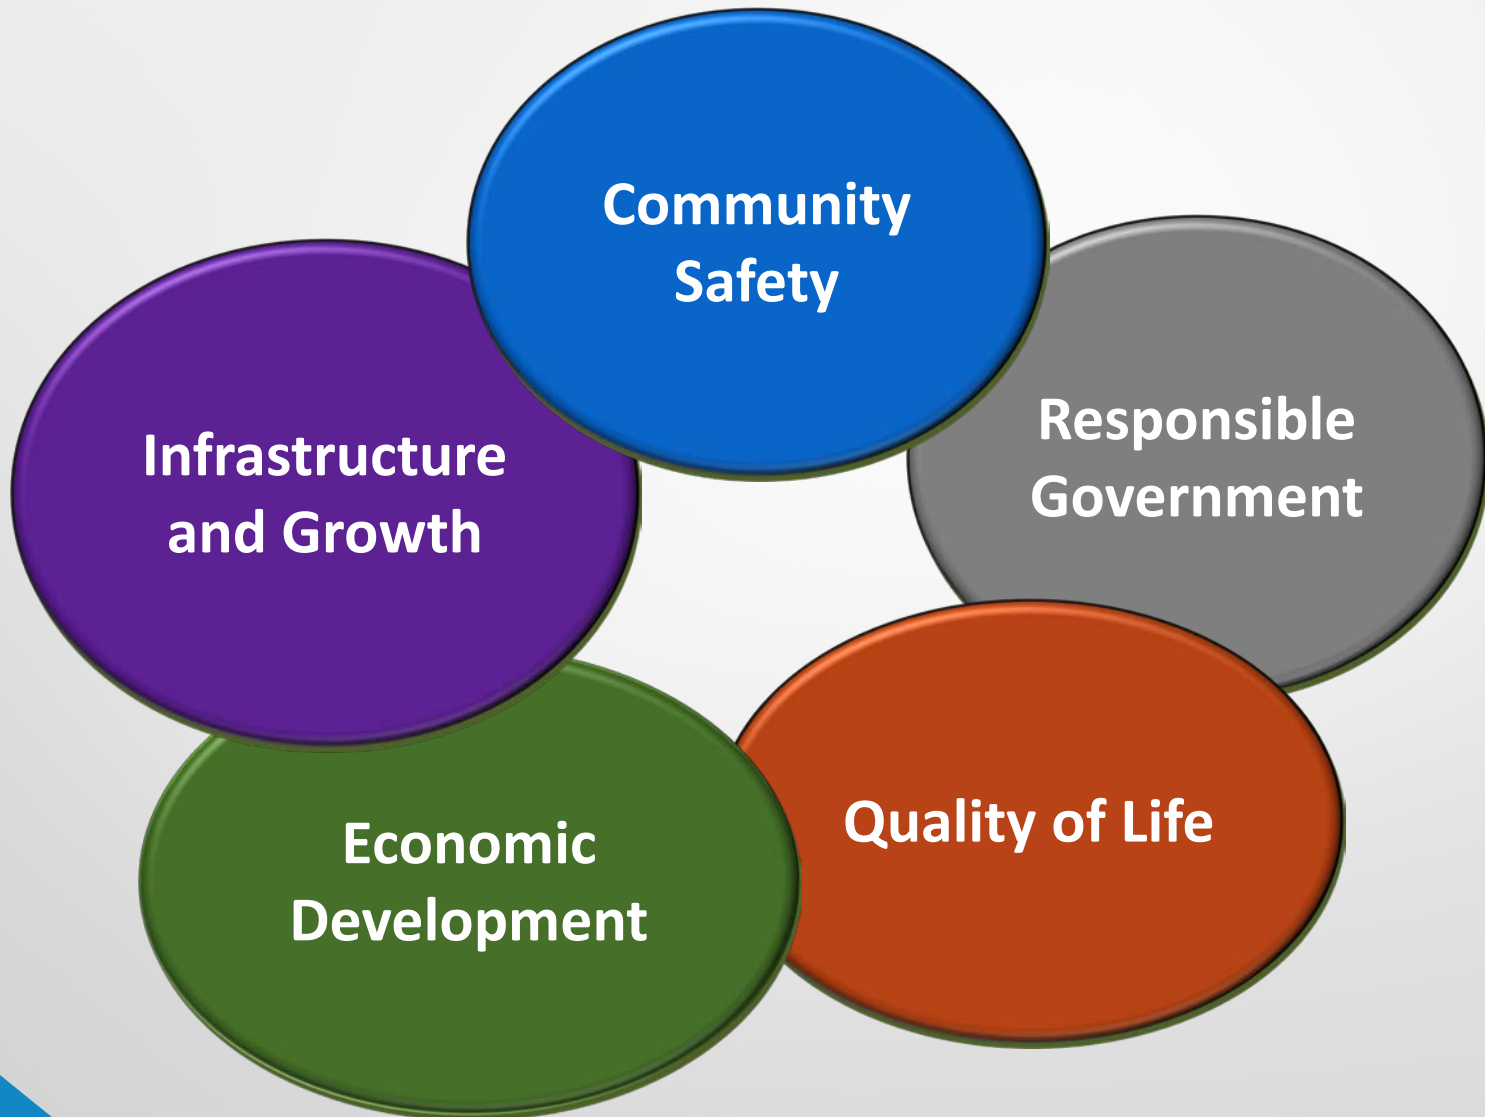 Community
Safety
Responsible
Government
Infrastructure
and Growth
Quality of Life
Economic
Development